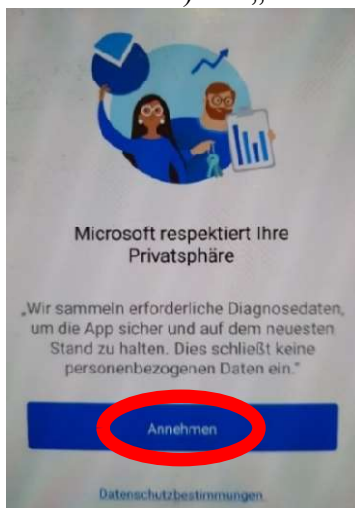 Microsoft respektiert Ihre
Privatsphäre
„Wir sammeln erforderliche Diagnosedaten,
um die App sicher und auf dem neuesten
Stand zu halten. Dies schließt keine
personenbezogenen Daten ein."
Annehmen
Datenschutzbestimmungen